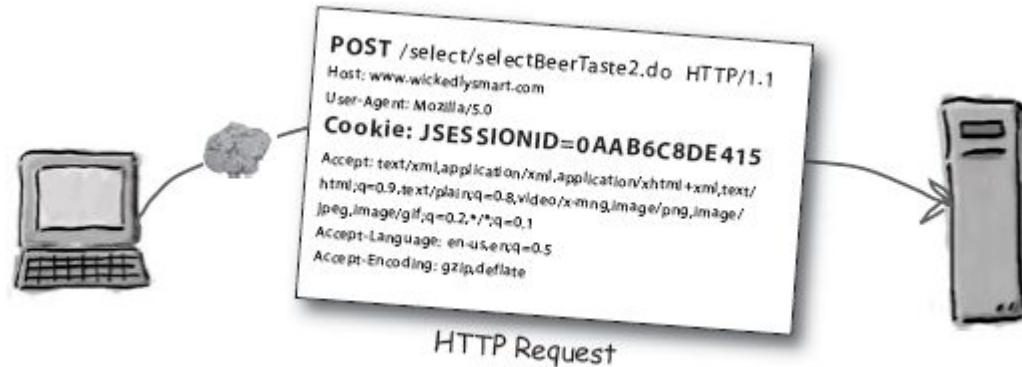 POST /select/selectBeerTaste2.do HTTP/1.1
Host: www.wickedlysmart.com
User-Agent: Mozilla/5.0
Cookie: JSESSIONID=0AAB6C8DE415
Accept: text/xml,application/xml,application/xhtml+xml,text/
html;q=0.9,text/plain;q=0.8,video/x-mng,image/png,image/
jpeg,image/gif;q=0.2,*/*;q=0.1
Accept-Language: en-us,en;q=0.5
Accept-Encoding: gzip,deflate
HTTP Request